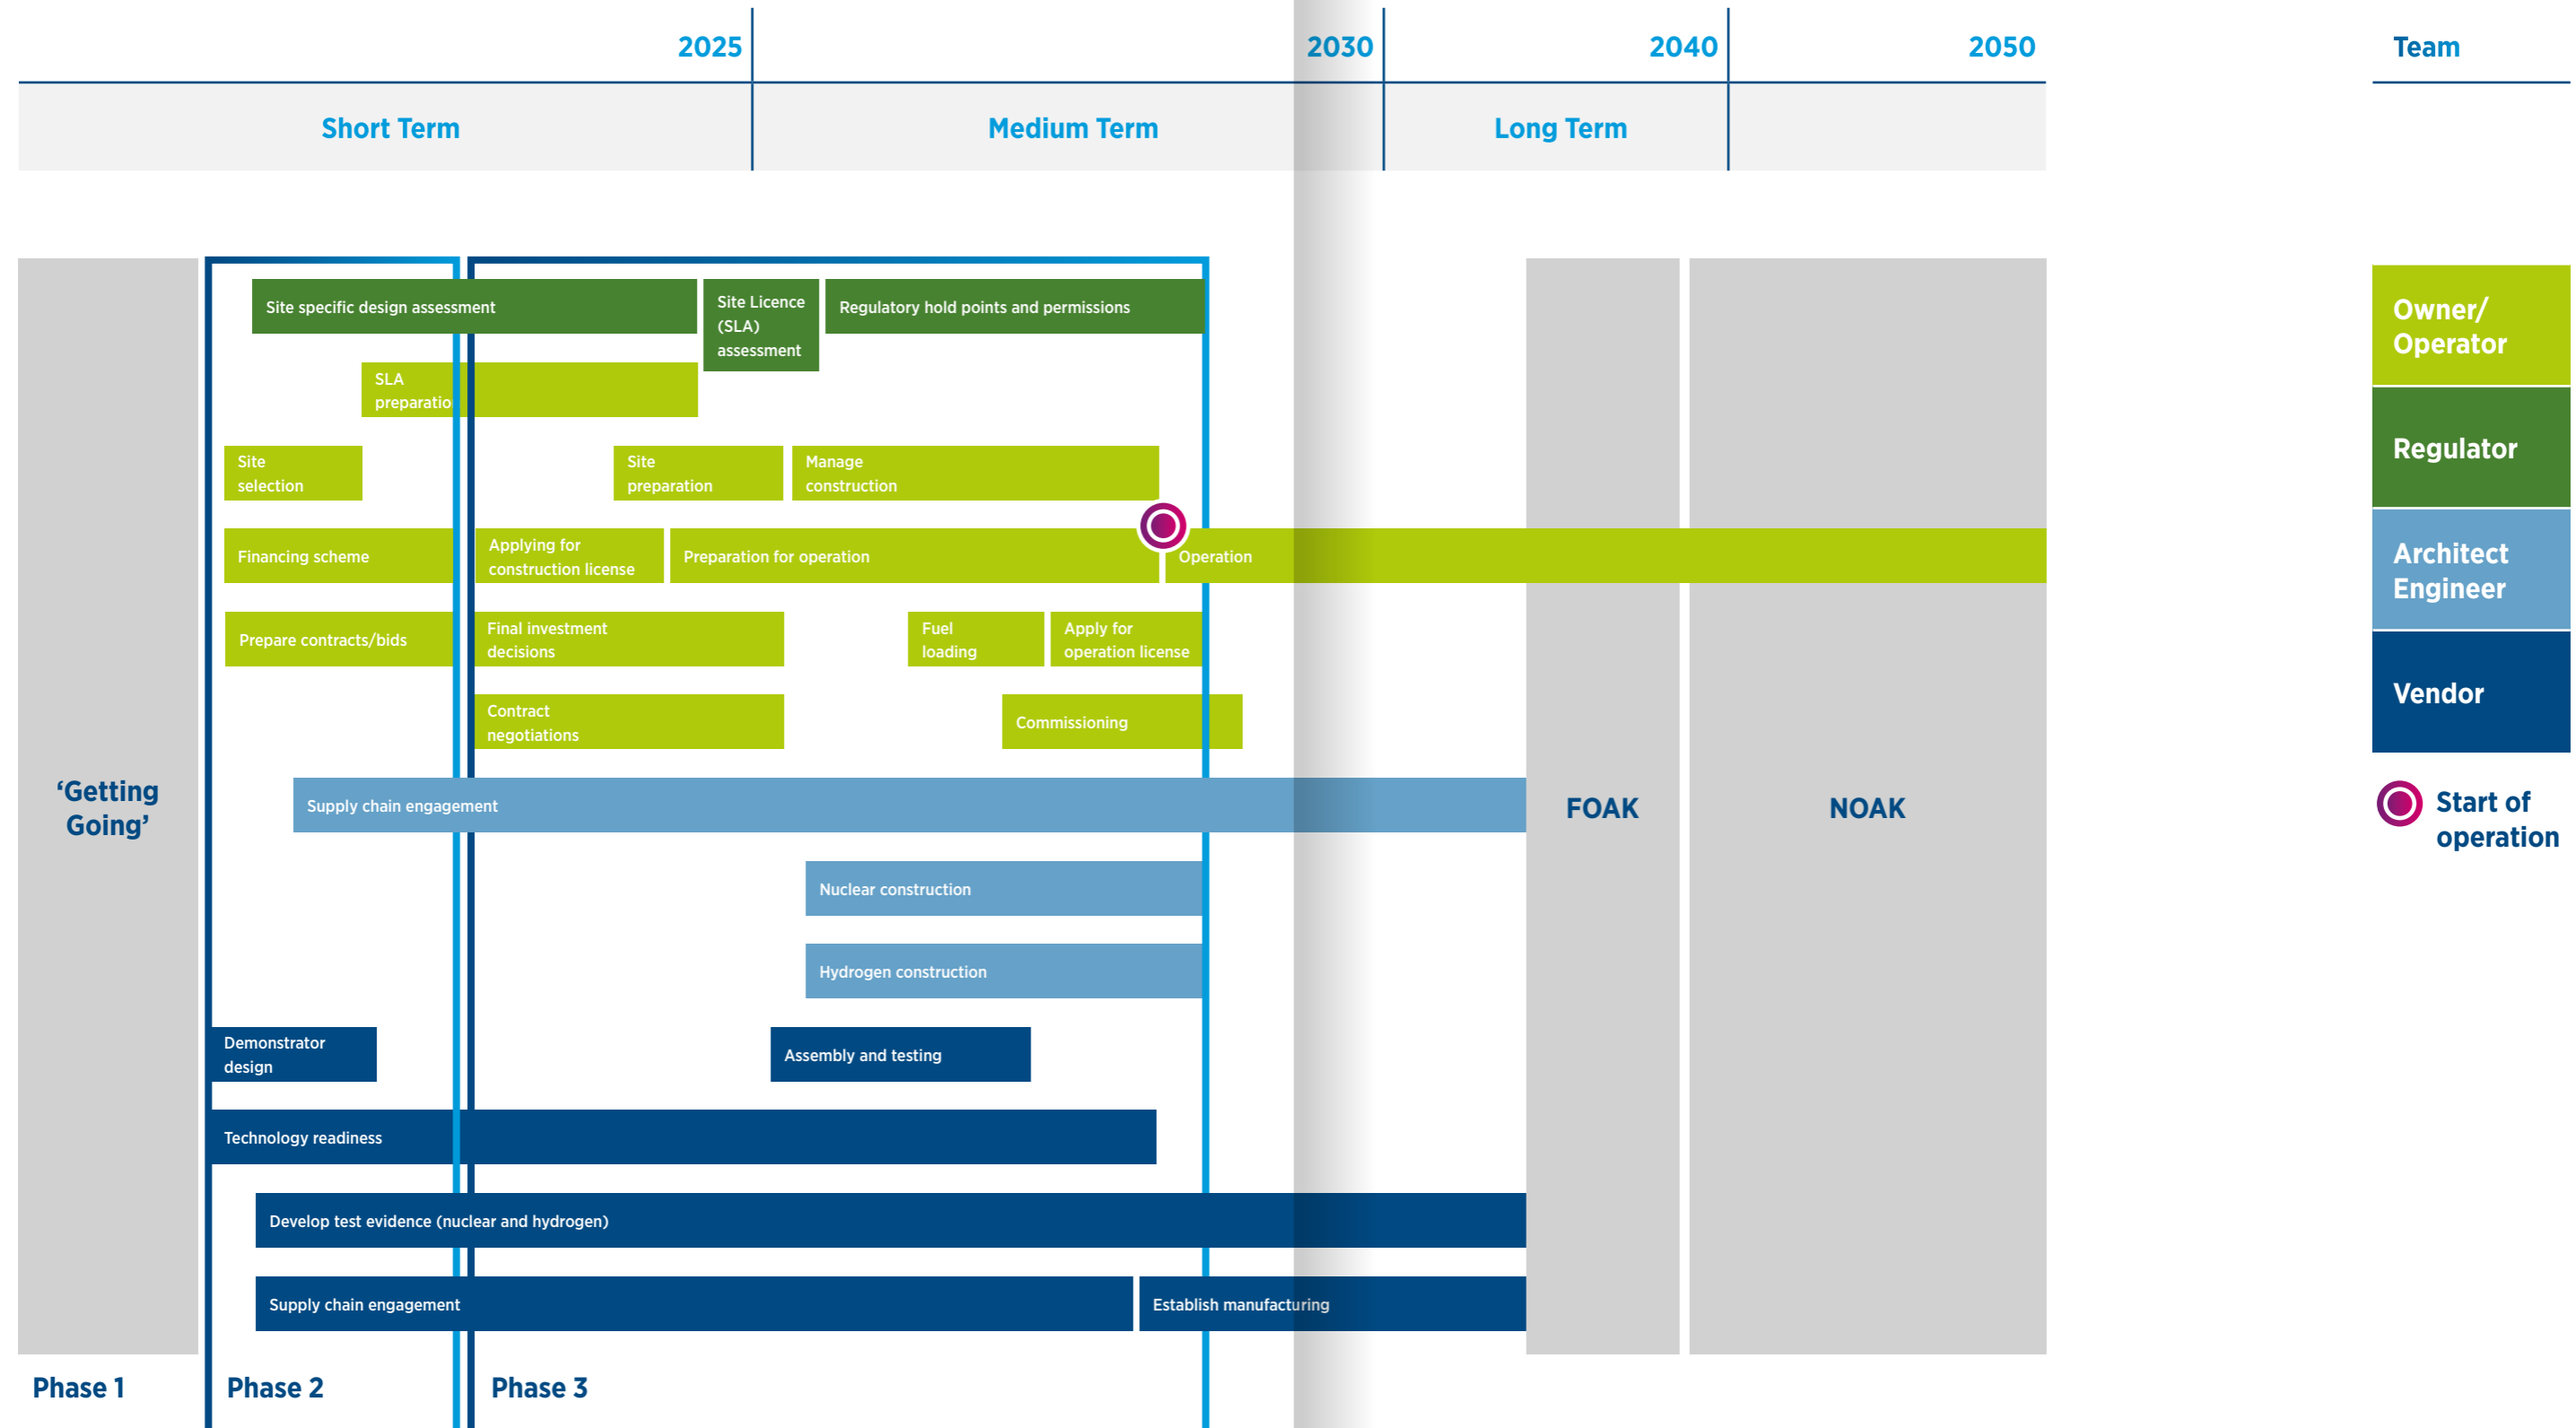 2025
2030
2040
2050
Team
Short Term
Medium Term
Long Term
Site specific design assessment
Site Licence
(SLA)
assessment
Regulatory hold points and permissions
SLA
preparation
Site
selection
Site
preparation
Manage
construction
Financing scheme
Applying for
construction license
Preparation for operation
Operation
Prepare contracts/bids
Final investment
decisions
Fuel
loading
Apply for
operation license
Contract
negotiations
Commissioning
‘Getting
Going’
Supply chain engagement
FOAK
NOAK
Nuclear construction
Hydrogen construction
Demonstrator
design
Assembly and testing
Technology readiness
Develop test evidence (nuclear and hydrogen)
Supply chain engagement
Establish manufacturing
Phase 1
Phase 2
Phase 3
Owner/
Operator
Regulator
Architect
Engineer
Vendor
Start of
operation